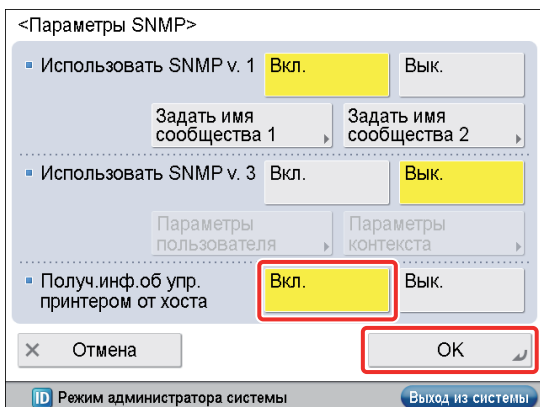 <Параметры SNMP>
Использовать SNMP v. 1 Вкл. Вык.
Задать имя Задать имя
сообщества 1 сообщества 2
Использовать SNMP v. 3 Вкл. Вык.
Параметры Параметры
пользователя контекста
Получ.инф.об упр. Вкл. Вык.
принтером от хоста
Отмена OK
ID Режим администратора системы Выход из системы